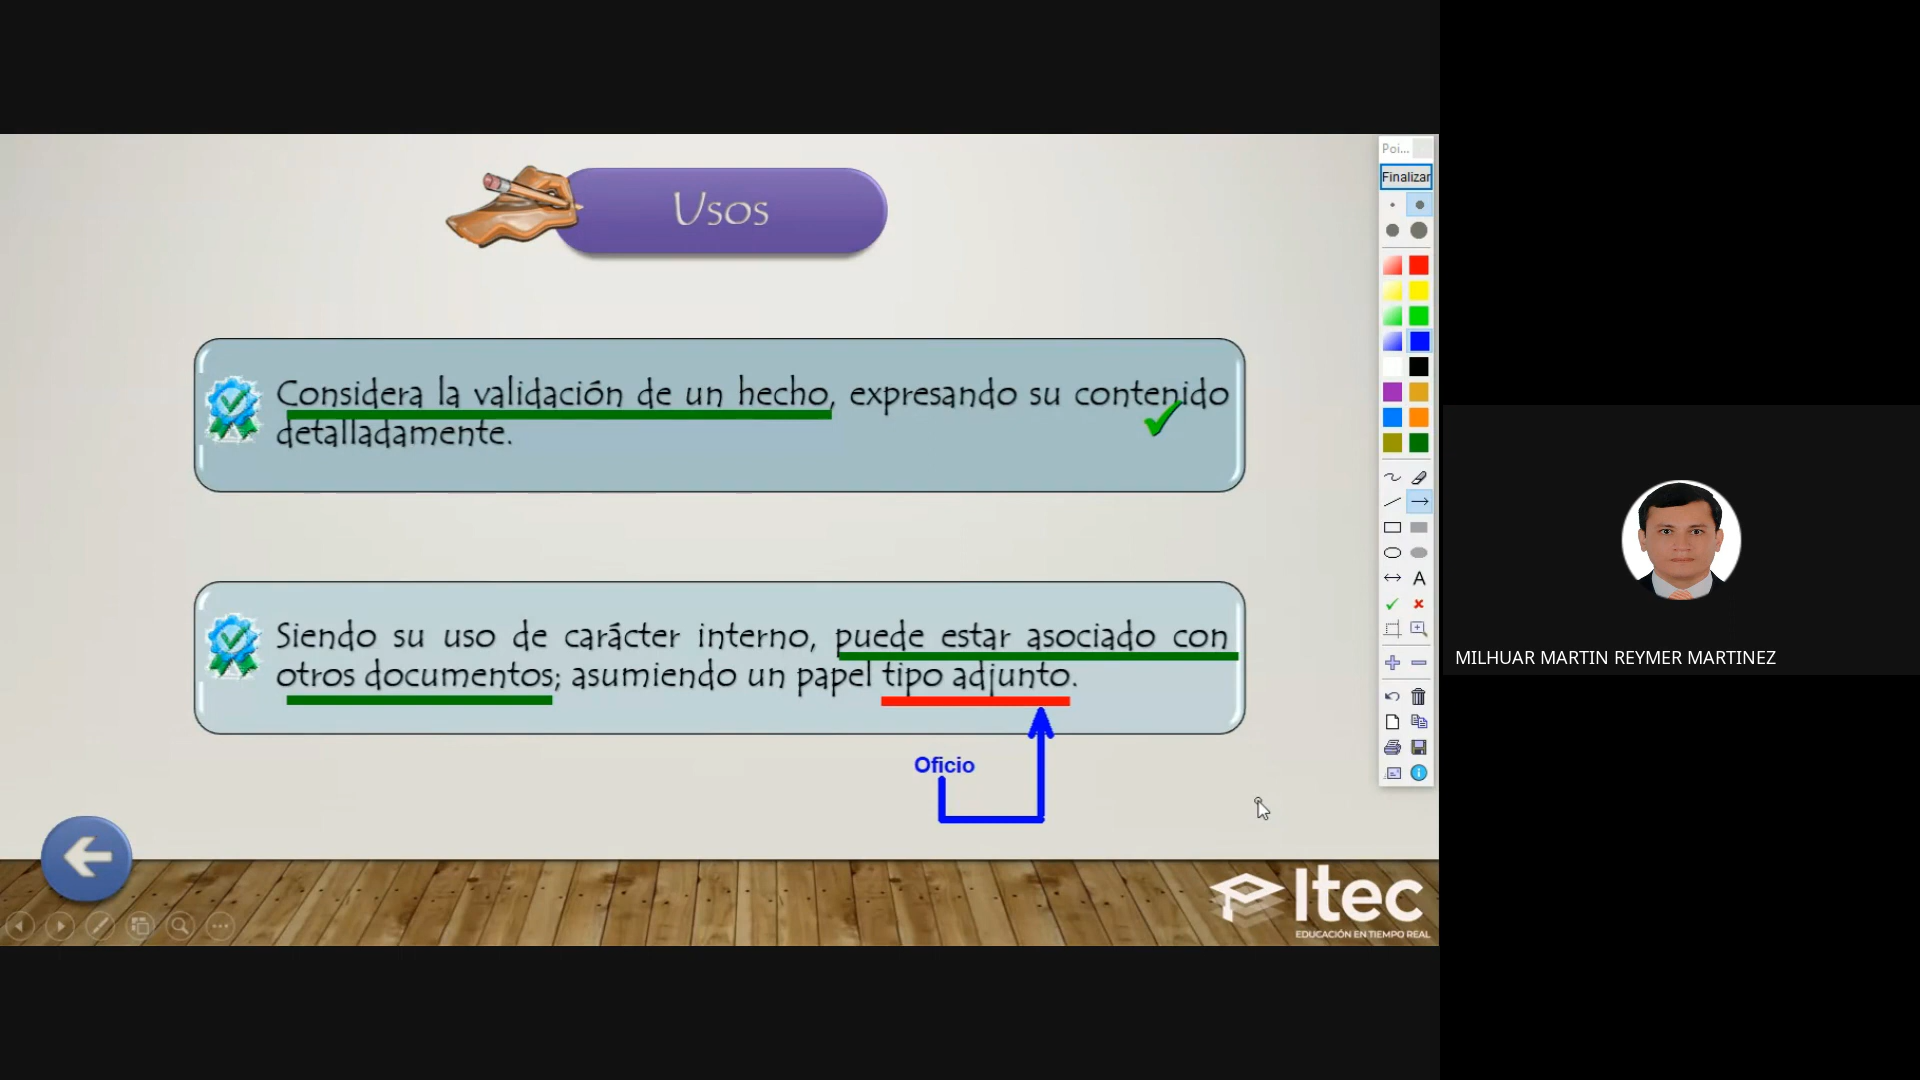 Poi...
Finalizar
Usos
Considera la validación de un hecho, expresando su contenido
detalladamente.
Siendo su uso de carácter interno, puede estar asociado con
otros documentos; asumiendo un papel tipo adjunto.
Oficio
A
MILHUAR MARTIN REYMER MARTINEZ
Itec
EDUCACIÓN EN TIEMPO REAL